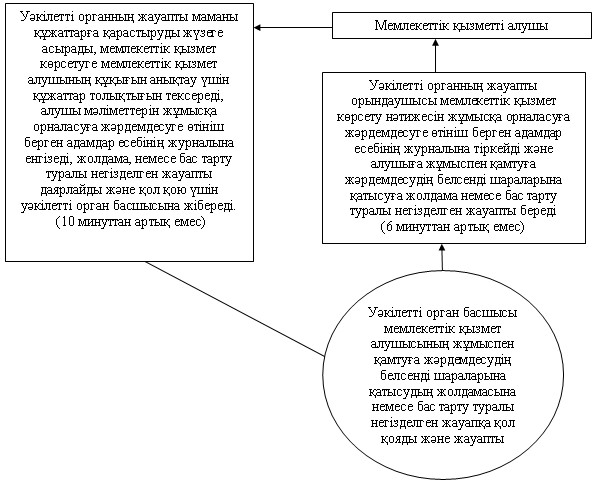 Уәкілетті органның жауапты маманы
құжаттарға қарастыруды жүзеге
асырады, мемлекеттік қызмет
көрсетуге мемлекеттік қызмет
алушының құқығын анықтау үшін
құжаттар толықтығын тексереді,
алушы мәліметтерін жұмысқа
орналасуға жәрдемдесуге өтініш
берген адамдар есебінің журналына
енгізеді, жолдама, немесе бас тарту
туралы негізделген жауапты
даярлайды және қол қою үшін
уәкілетті орган басшысына жібереді.
(10 минуттан артық емес)
Мемлекеттік қызметті алушы
Уәкілетті органның жауапты
орындаушысы мемлекеттік қызмет
көрсету нәтижесін жұмысқа орналасуға
жәрдемдесуге өтініш берген адамдар
есебінің журналына тіркейді және
алушыға жұмыспен қамтуға
жәрдемдесудің белсенді шараларына
қатысуға жолдама немесе бас тарту
туралы негізделген жауапты береді
(6 минуттан артық емес)
Уәкілетті орган басшысы
мемлекеттік қызмет
алушысының жұмыспен
қамтуға жәрдемдесудің
белсенді шараларына
қатысудың жолдамасына
немесе бас тарту туралы
негізделген жауапқа қол
қояды және жауапты